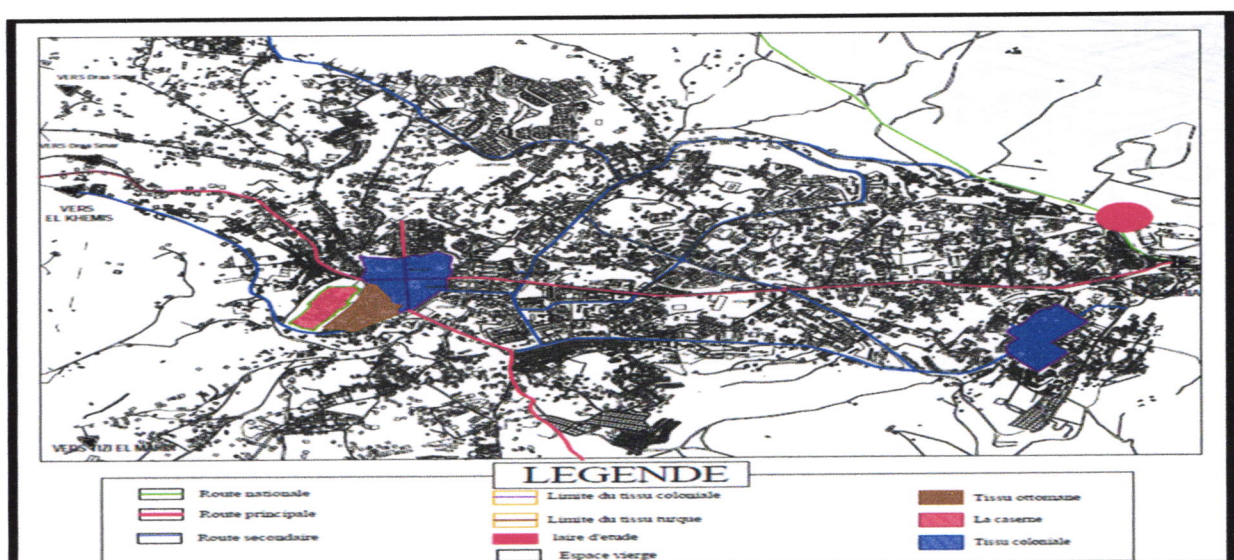 VERS Draa Smar
VERS Draa Smar
VERS
EL KHEMIS
VERS TIZI EL
LEGENDE
Route nationale
Route principale
Route secondaire
Limite du tissu coloniale
Limite du tissu turque
laire d'etude
Espace vierge
Tissu ottomane
La caserne
Tissu coloniale